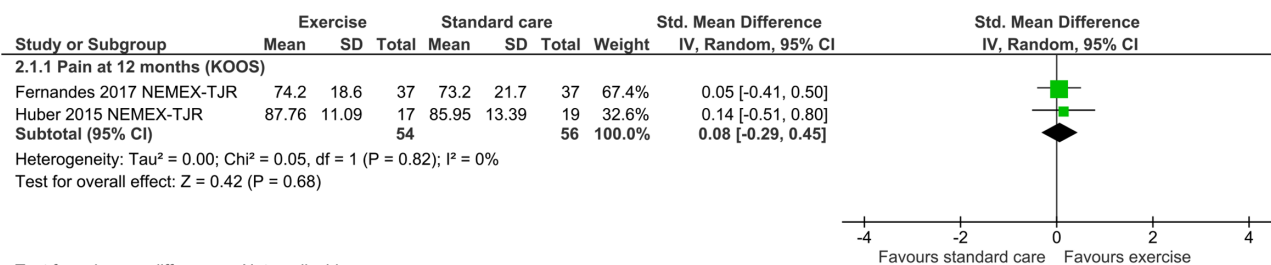 Exercise Standard care Std. Mean Difference Std. Mean Difference
Study or Subgroup Mean SD Total Mean SD Total Weight IV, Random, 95% CI IV, Random, 95% CI
2.1.1 Pain at 12 months (KOOS)
Fernandes 2017 NEMEX-TJR 74.2 18.6 37 73.2 21.7 37 67.4% 0.05 [-0.41, 0.50]
Huber 2015 NEMEX-TJR 87.76 11.09 17 85.95 13.39 19 32.6% 0.14 [-0.51, 0.80]
Subtotal (95% CI) 54 56 100.0% 0.08 [-0.29, 0.45]
Heterogeneity: Tau² = 0.00; Chi² = 0.05, df = 1 (P = 0.82); I² = 0%
Test for overall effect: Z = 0.42 (P = 0.68)
-4 -2 0 2 4
Favours standard care Favours exercise